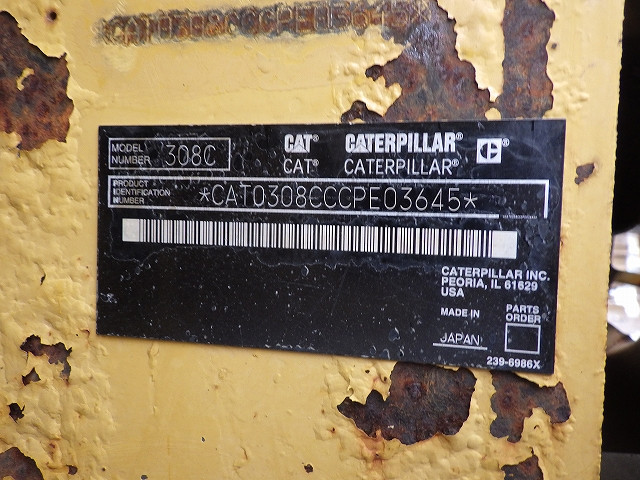 *CAT0308CCCPE03645*
MODEL NUMBER 308C
CAT® CATERPILLAR® C®
CAT® CATERPILLAR®
PRODUCT IDENTIFICATION NUMBER *CAT0308CCCPE03645*
CATERPILLAR INC.
PEORIA, IL 61629
USA
MADE IN
JAPAN
PARTS ORDER
239-6986X